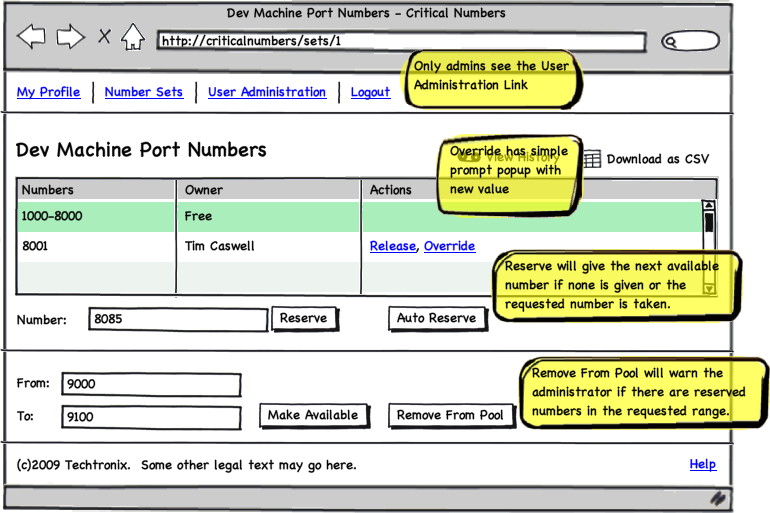 Dev Machine Port Numbers – Critical Numbers
http://criticalnumbers/sets/1
Only admins see the User
Administration Link
My Profile
Number Sets
User Administration
Logout
Dev Machine Port Numbers
Override has simple
prompt popup with
new value
View History
Download as CSV
Numbers Owner Actions
1000-8000 Free
8001 Tim Caswell Release, Override
Reserve will give the next available
number if none is given or the
requested number is taken.
Number: 8085 Reserve Auto Reserve
Remove From Pool will warn the
administrator if there are reserved
numbers in the requested range.
From: 9000
To: 9100 Make Available Remove From Pool
(c)2009 Techtronix. Some other legal text may go here. Help